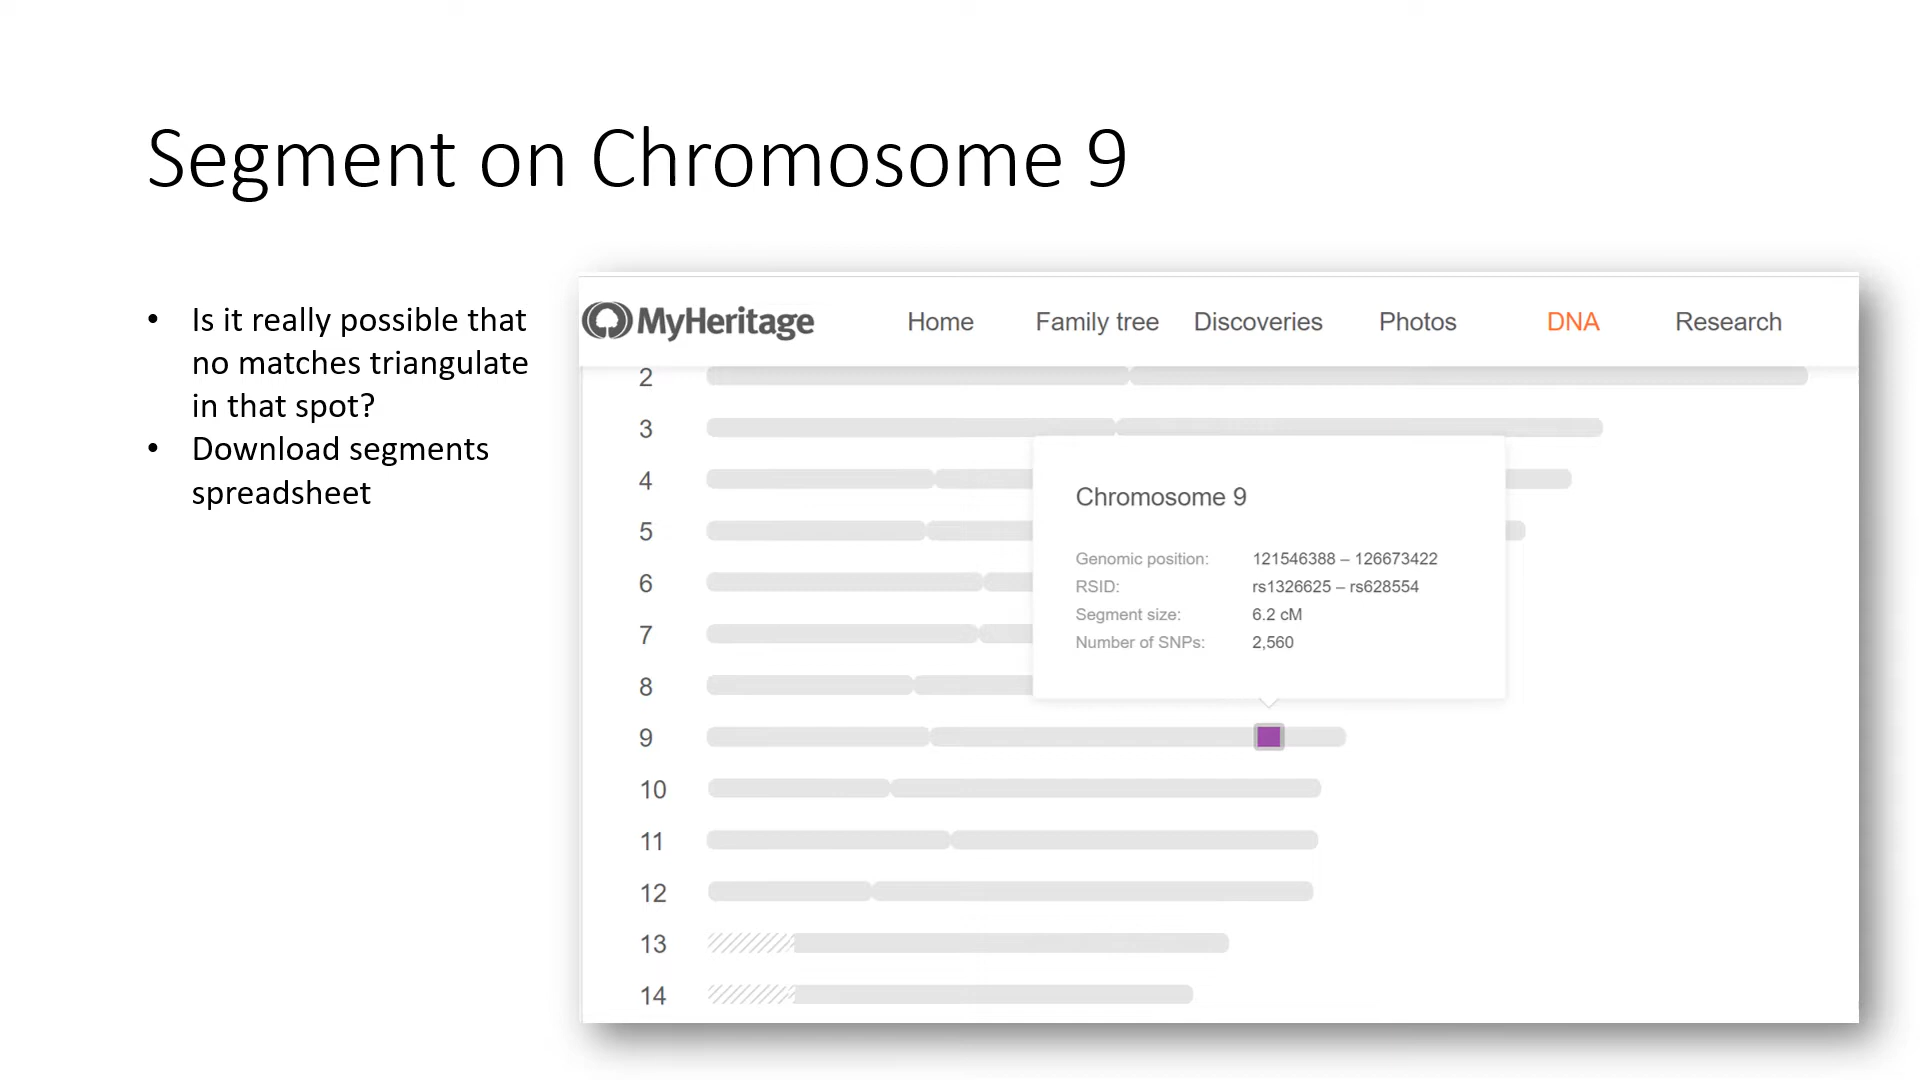 Segment on Chromosome 9
• Is it really possible that
no matches triangulate
in that spot?
• Download segments
spreadsheet
MyHeritage Home Family tree Discoveries Photos DNA Research
2
3
4
5
6
7
8
9
10
11
12
13
14
Chromosome 9
Genomic position: 121546388 – 126673422
RSID: rs1326625 – rs628554
Segment size: 6.2 cM
Number of SNPs: 2,560